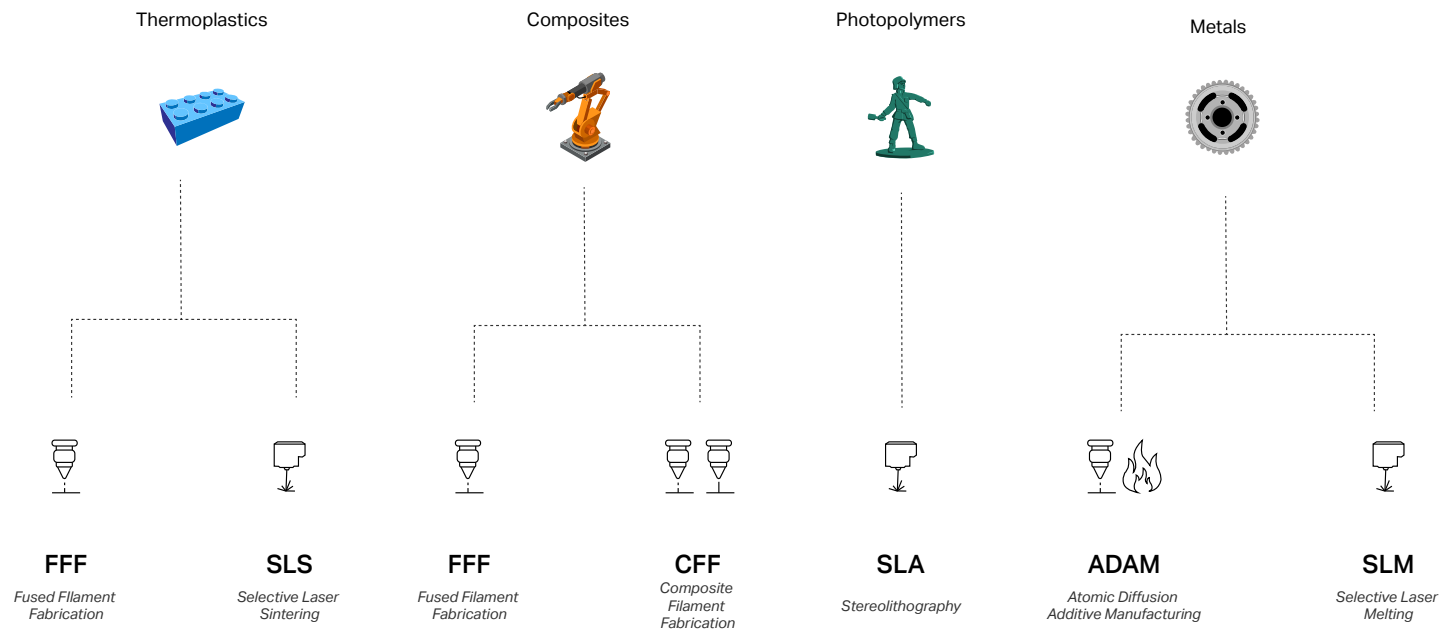 Thermoplastics
Composites
Photopolymers
Metals
FFF
Fused FIlament
Fabrication
SLS
Selective Laser
Sintering
FFF
Fused Filament
Fabrication
CFF
Composite
Filament
Fabrication
SLA
Stereolithography
ADAM
Atomic Diffusion
Additive Manufacturing
SLM
Selective Laser
Melting